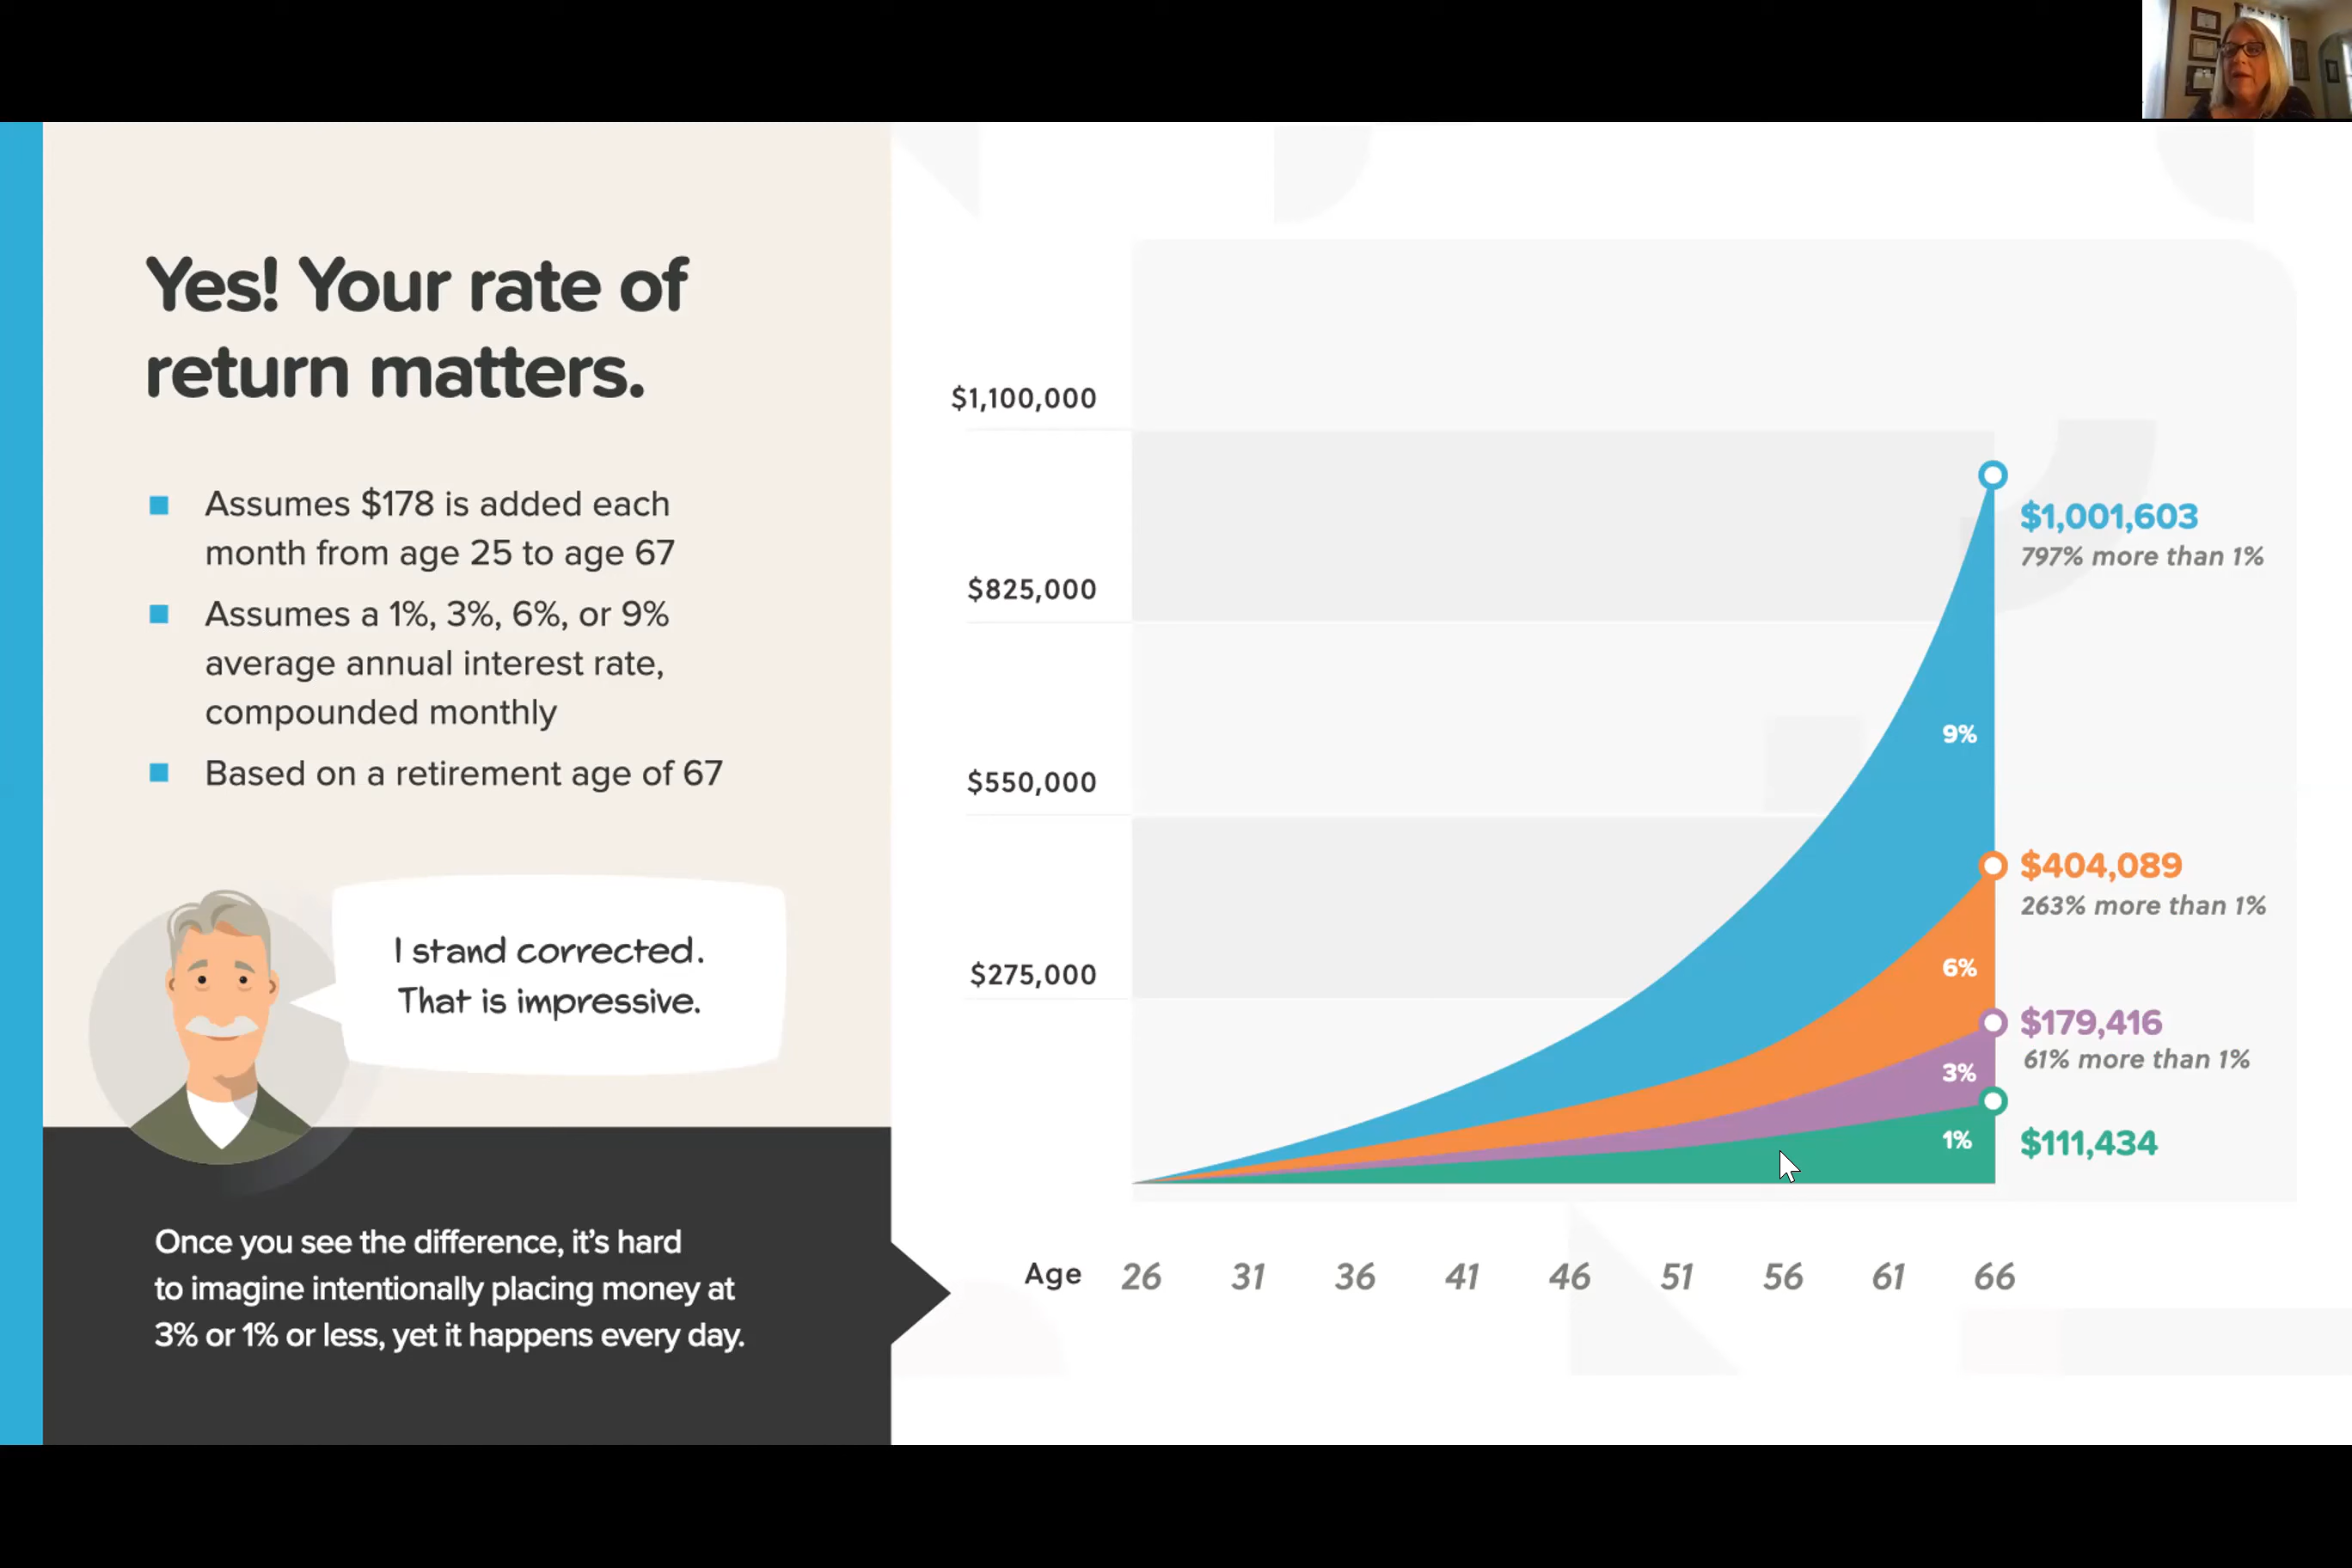 Yes! Your rate of
return matters.
Assumes $178 is added each
month from age 25 to age 67
Assumes a 1%, 3%, 6%, or 9%
average annual interest rate,
compounded monthly
Based on a retirement age of 67
I stand corrected.
That is impressive.
Once you see the difference, it's hard
to imagine intentionally placing money at
3% or 1% or less, yet it happens every day.
$1,100,000
$825,000
$550,000
$275,000
9%
6%
3%
1%
$1,001,603
797% more than 1%
$404,089
263% more than 1%
$179,416
61% more than 1%
$111,434
Age 26 31 36 41 46 51 56 61 66